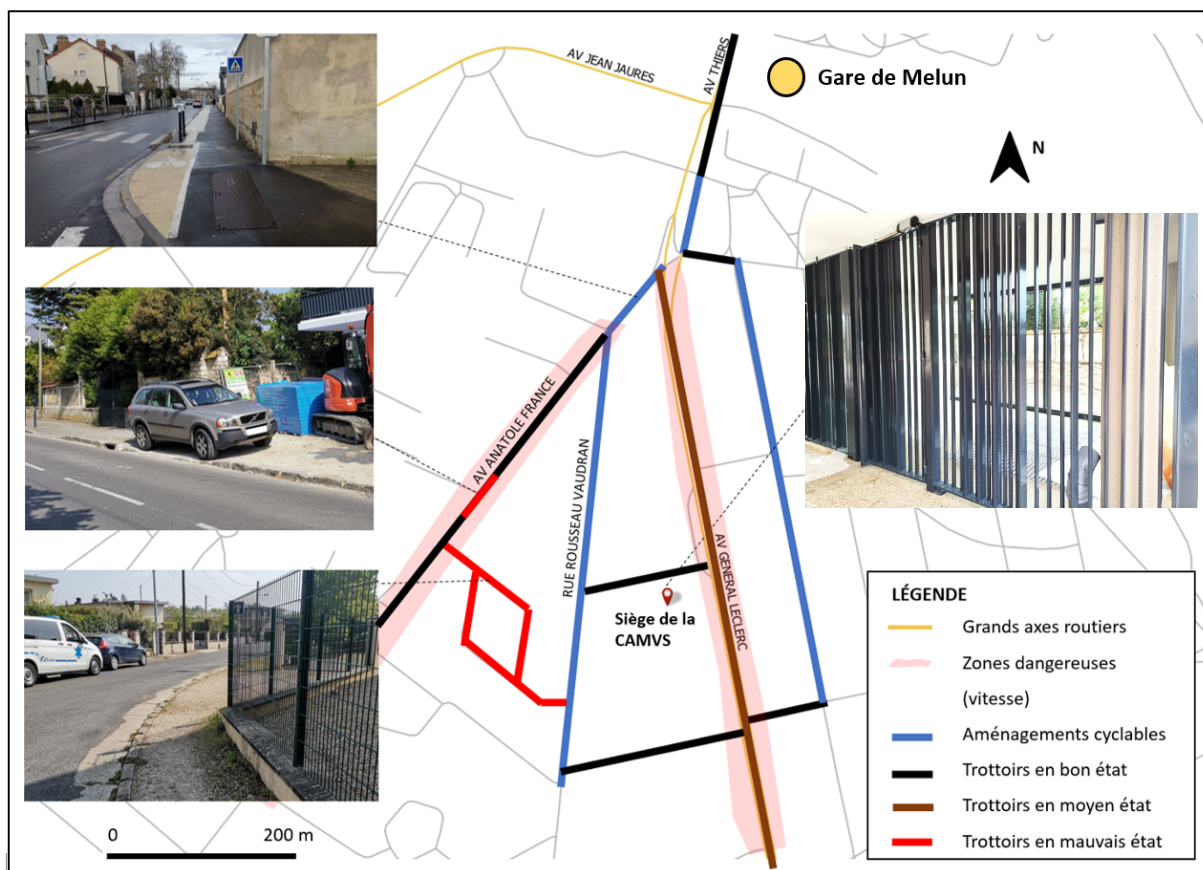 AV JEAN JAURES
AV THIERS
Gare de Melun
N
AV ANATOLE FRANCE
RUE ROUSSEAU VAUDRAN
AV GENERAL LECLERC
Siège de la
CAMVS
0 200 m
LÉGENDE
Grands axes routiers
Zones dangereuses
(vitesse)
Aménagements cyclables
Trottoirs en bon état
Trottoirs en moyen état
Trottoirs en mauvais état